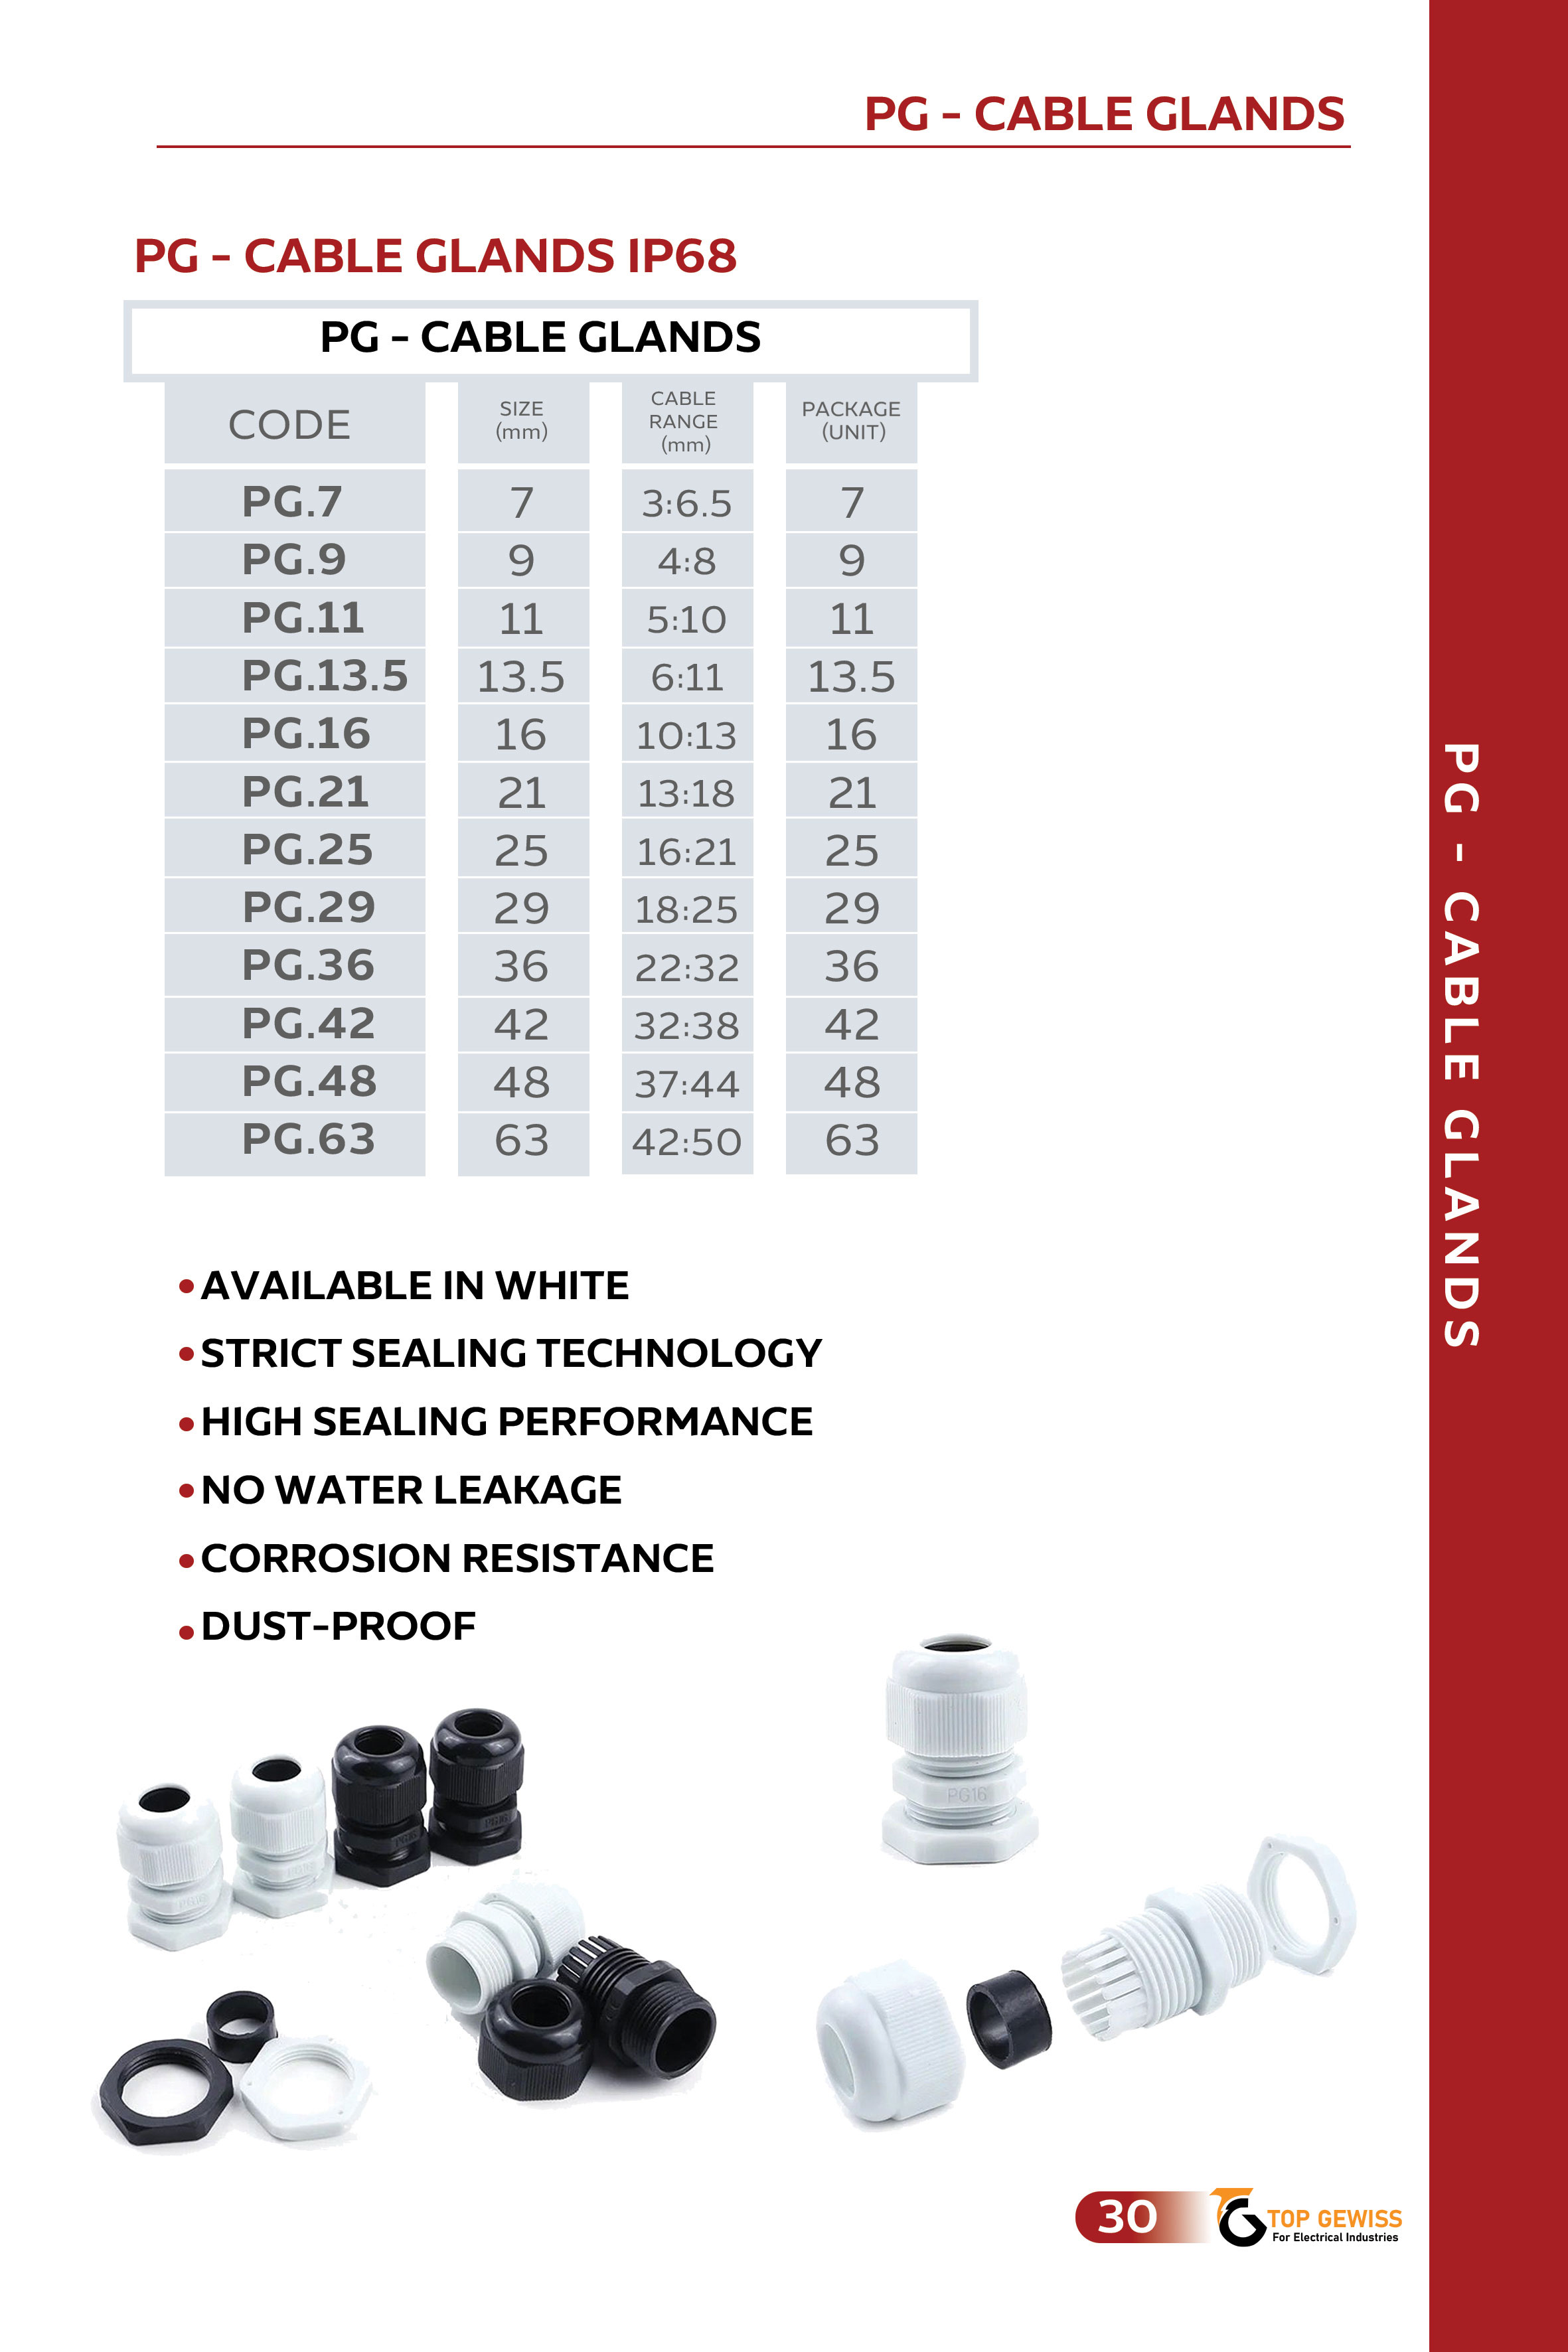 PG - CABLE GLANDS
PG - CABLE GLANDS IP68
PG - CABLE GLANDS
CODE SIZE (mm) CABLE RANGE (mm) PACKAGE (UNIT)
PG.7 7 3:6.5 7
PG.9 9 4:8 9
PG.11 11 5:10 11
PG.13.5 13.5 6:11 13.5
PG.16 16 10:13 16
PG.21 21 13:18 21
PG.25 25 16:21 25
PG.29 29 18:25 29
PG.36 36 22:32 36
PG.42 42 32:38 42
PG.48 48 37:44 48
PG.63 63 42:50 63
AVAILABLE IN WHITE
STRICT SEALING TECHNOLOGY
HIGH SEALING PERFORMANCE
NO WATER LEAKAGE
CORROSION RESISTANCE
DUST-PROOF
PG16
30
TOP GEWISS
For Electrical Industries
PG - CABLE GLANDS